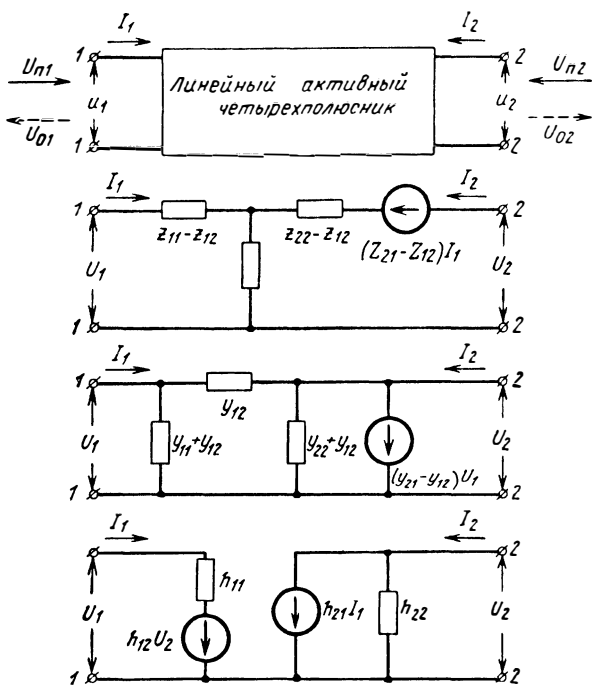 I1 I2
1 2
Uп1 Линейный активный Uп2
четырехполюсник
u1 u2
U01 U02
1 2
I1 I2
1 2
z11-z12 z22-z12 (Z21-Z12)I1
U1 U2
1 2
I1 I2
1 2
y12
U1 y11+y12 y22+y12 U2
(y21-y12)U1
1 2
I1 I2
2
h11
U1 h21I1 h22 U2
h12U2
1 2